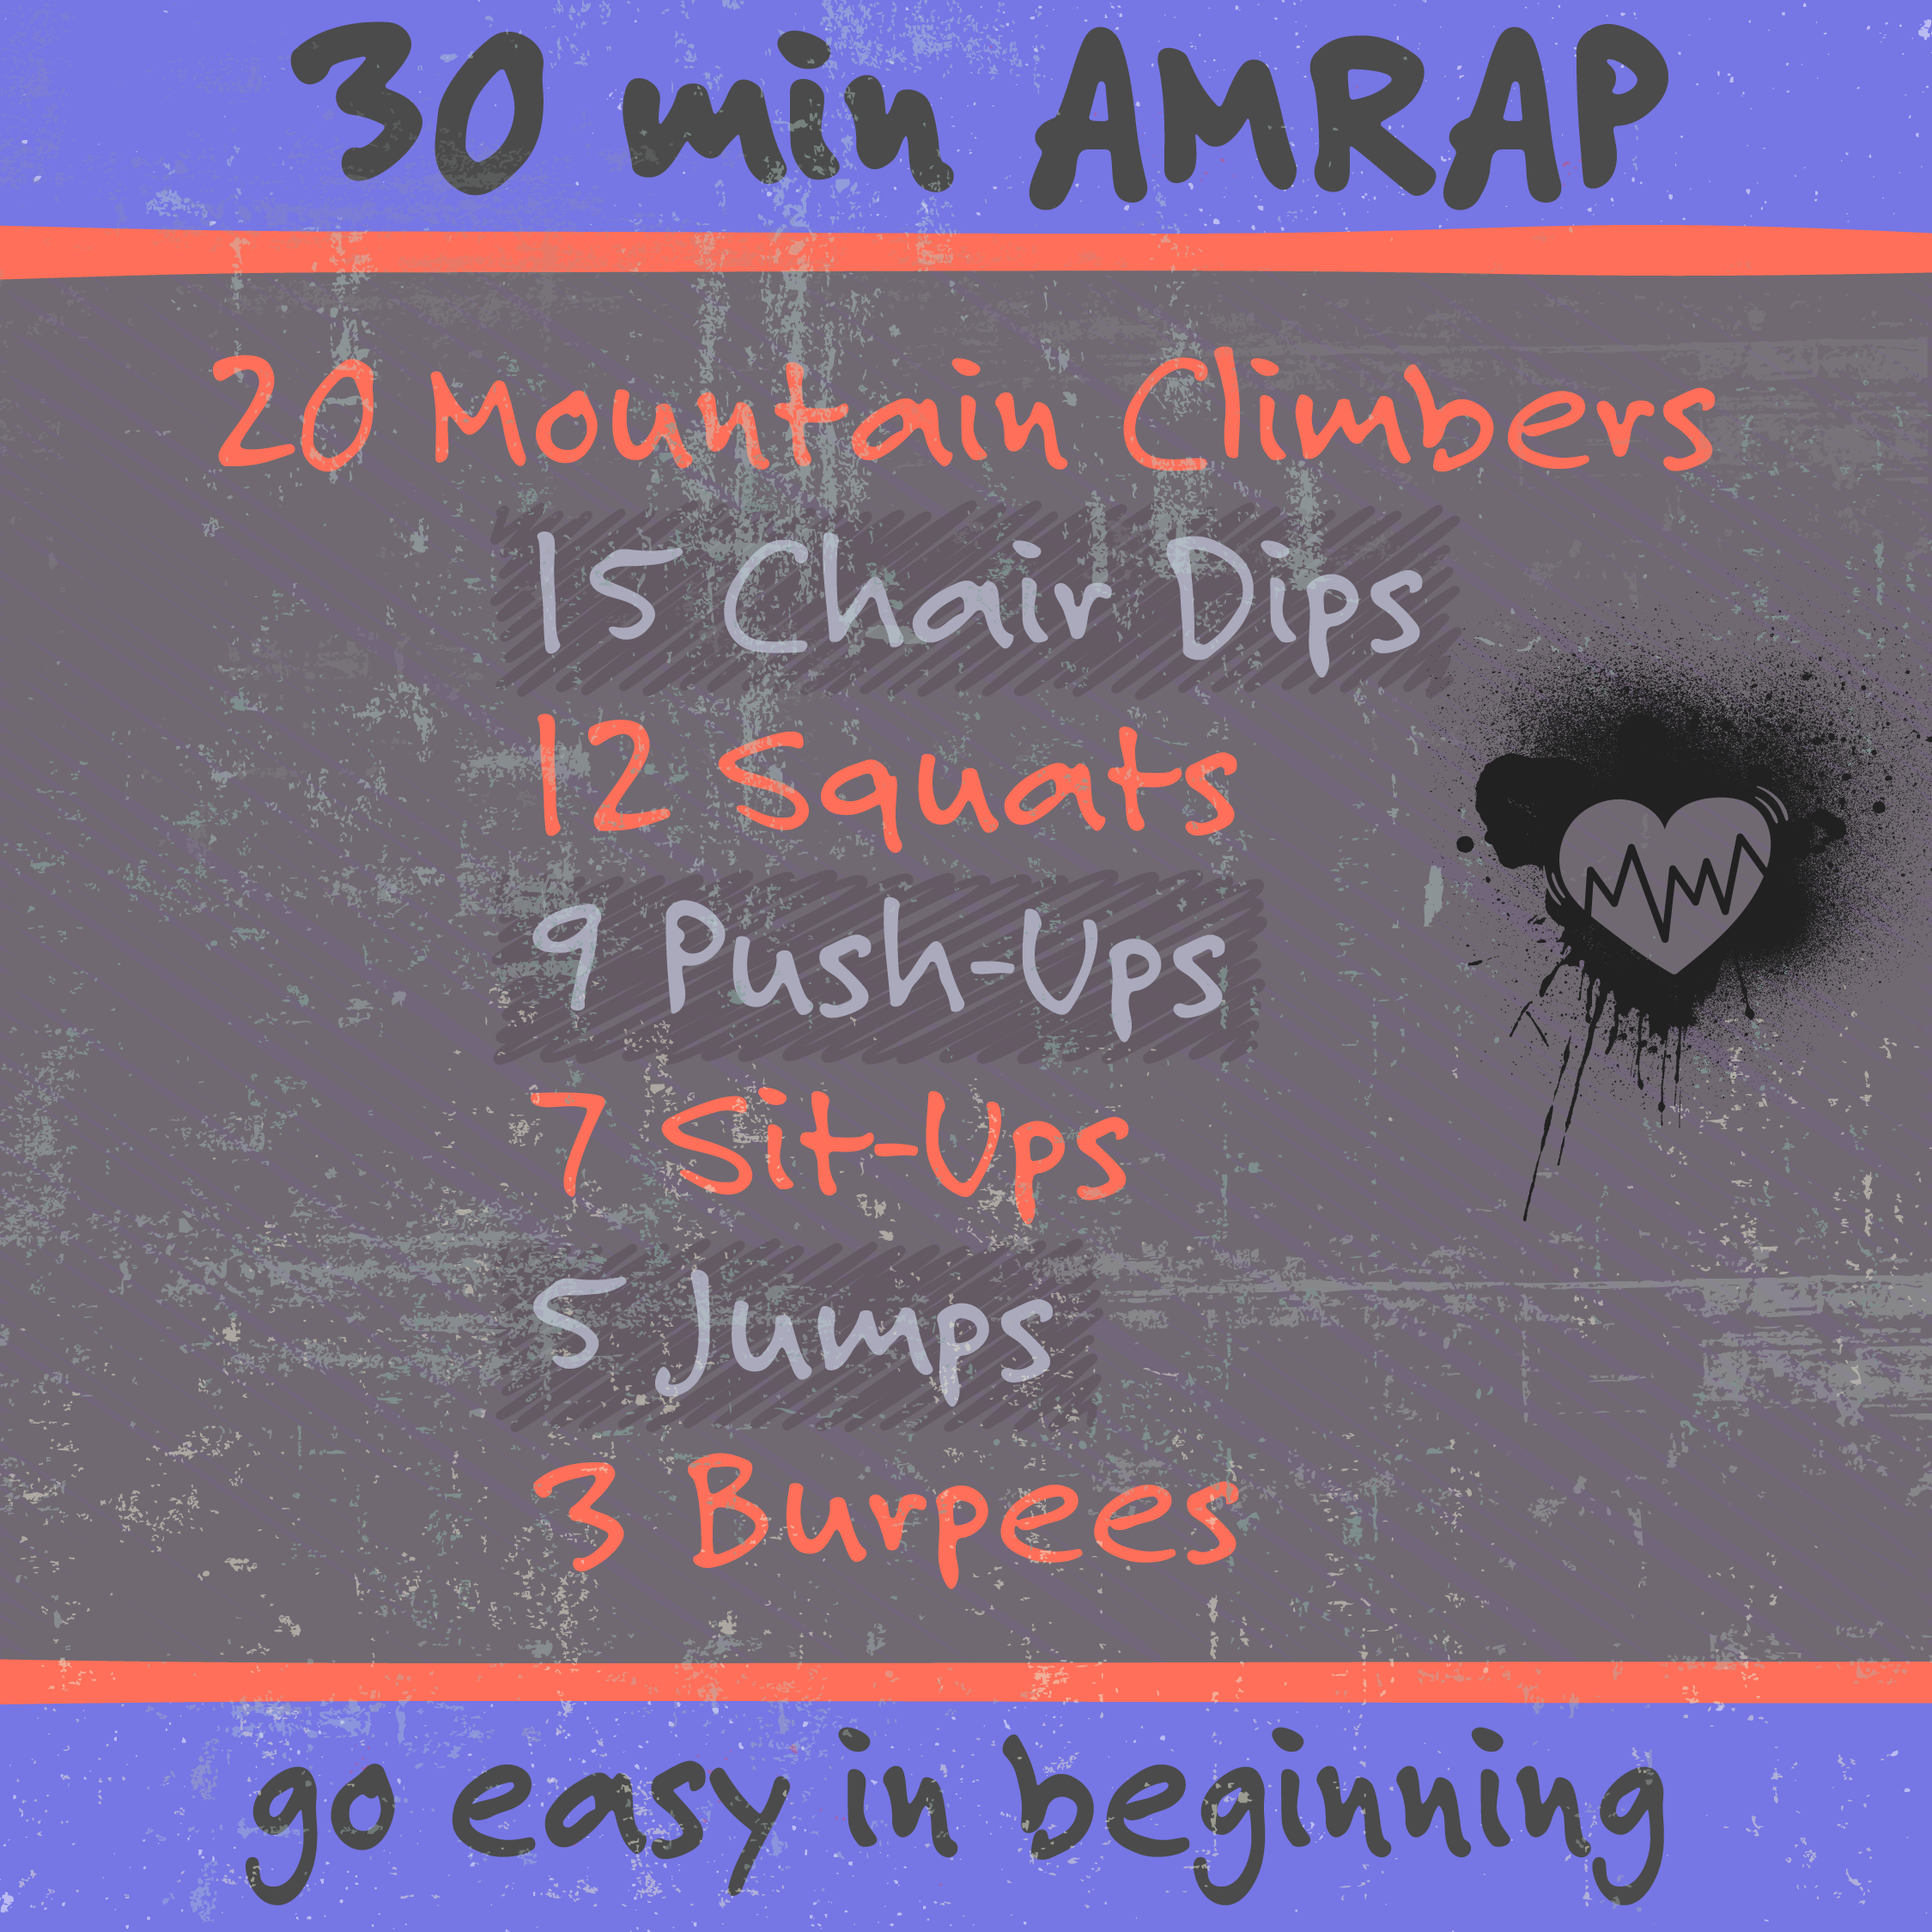 30 min AMRAP
20 Mountain Climbers
15 Chair Dips
12 Squats
9 Push-Ups
7 Sit-Ups
5 Jumps
3 Burpees
go easy in beginning